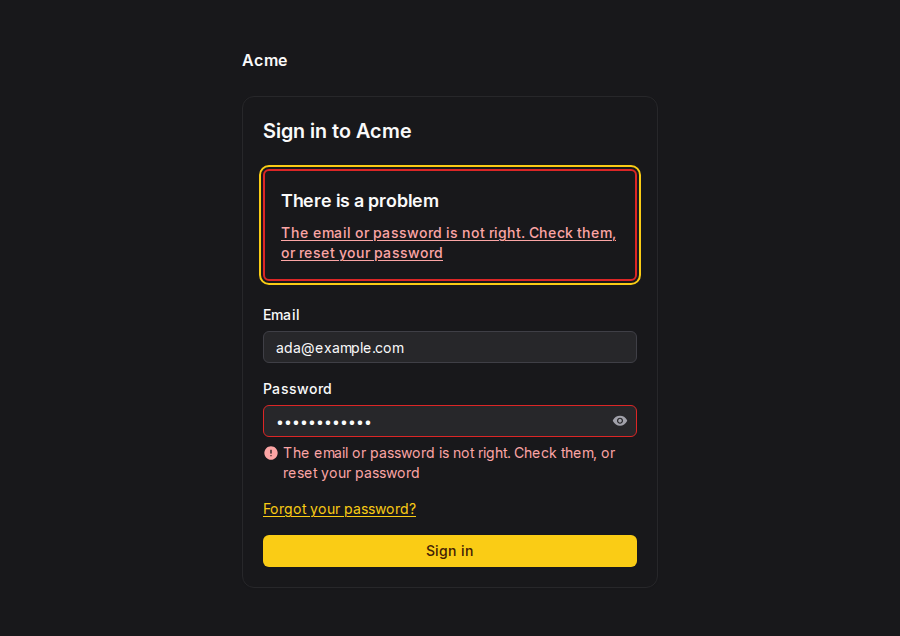 Acme
Sign in to Acme
There is a problem
The email or password is not right. Check them,
or reset your password
Email
ada@example.com
Password
••••••••••••
The email or password is not right. Check them, or
reset your password
Forgot your password?
Sign in